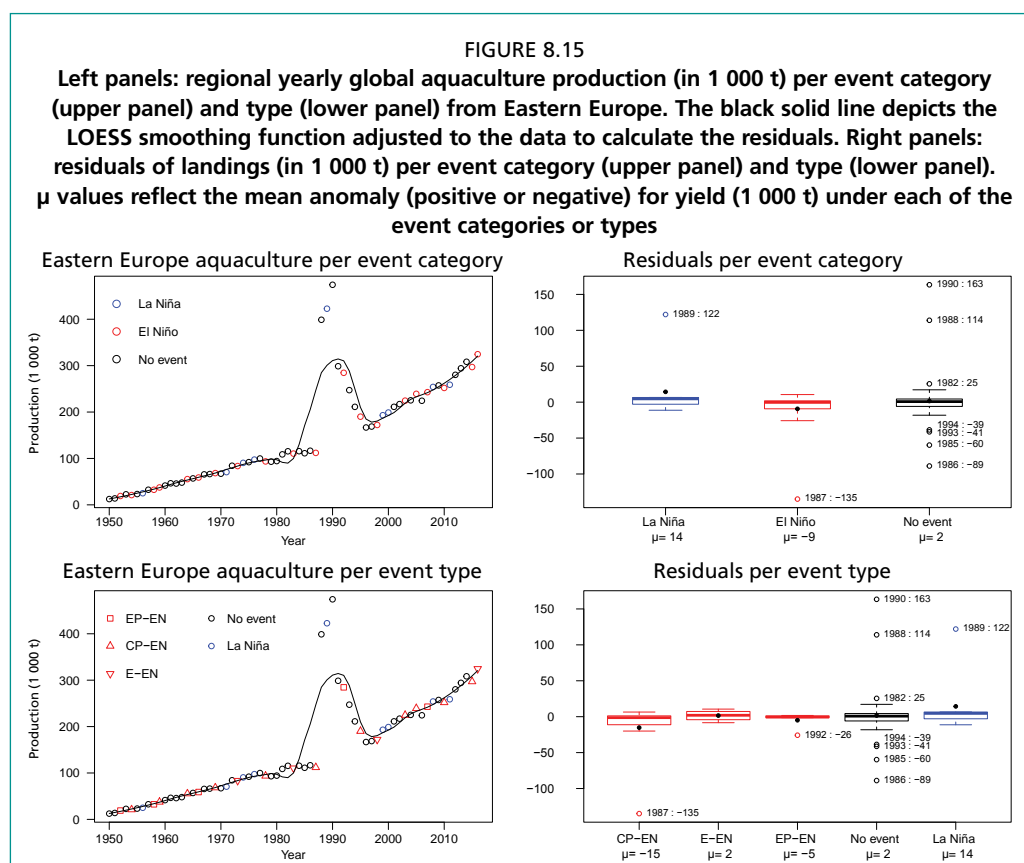 FIGURE 8.15
Left panels: regional yearly global aquaculture production (in 1 000 t) per event category
(upper panel) and type (lower panel) from Eastern Europe. The black solid line depicts the
LOESS smoothing function adjusted to the data to calculate the residuals. Right panels:
residuals of landings (in 1 000 t) per event category (upper panel) and type (lower panel).
µ values reflect the mean anomaly (positive or negative) for yield (1 000 t) under each of the
event categories or types
Eastern Europe aquaculture per event category
Production (1 000 t)
400
300
200
100
0
La Niña
El Niño
No event
1950 1960 1970 1980 1990 2000 2010
Year
Residuals per event category
150
100
50
0
−50
−100
1989 : 122
1987 : −135
1990 : 163
1988 : 114
1982 : 25
1994 : −39
1993 : −41
1985 : −60
1986 : −89
La Niña El Niño No event
µ= 14 µ= −9 µ= 2
Eastern Europe aquaculture per event type
Production (1 000 t)
400
300
200
100
0
EP−EN No event
CP−EN La Niña
E−EN
1950 1960 1970 1980 1990 2000 2010
Year
Residuals per event type
150
100
50
0
−50
−100
1987 : −135
1992 : −26
1990 : 163
1988 : 114
1982 : 25
1994 : −39
1993 : −41
1985 : −60
1986 : −89
1989 : 122
CP−EN E−EN EP−EN No event La Niña
µ= −15 µ= 2 µ= −5 µ= 2 µ= 14